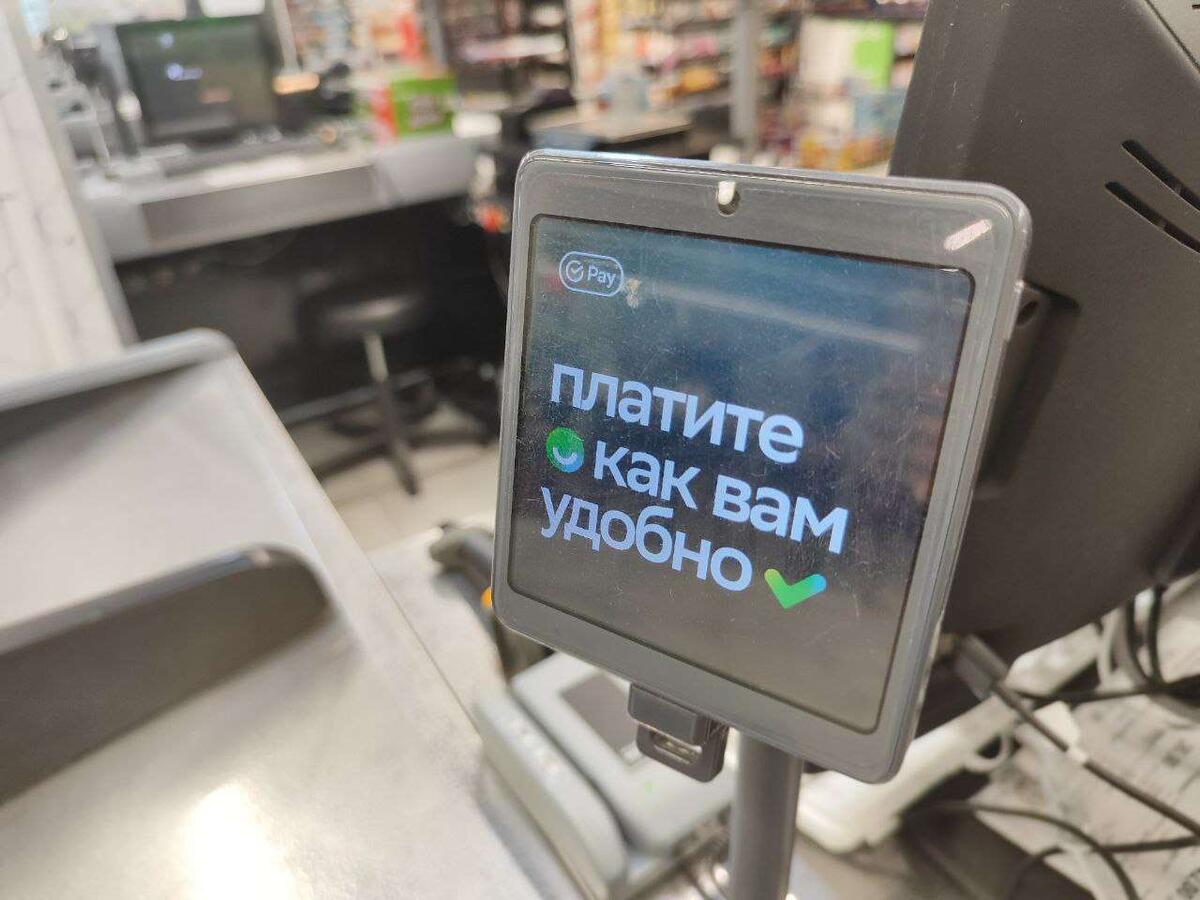 Pay
платите
как вам
удобно